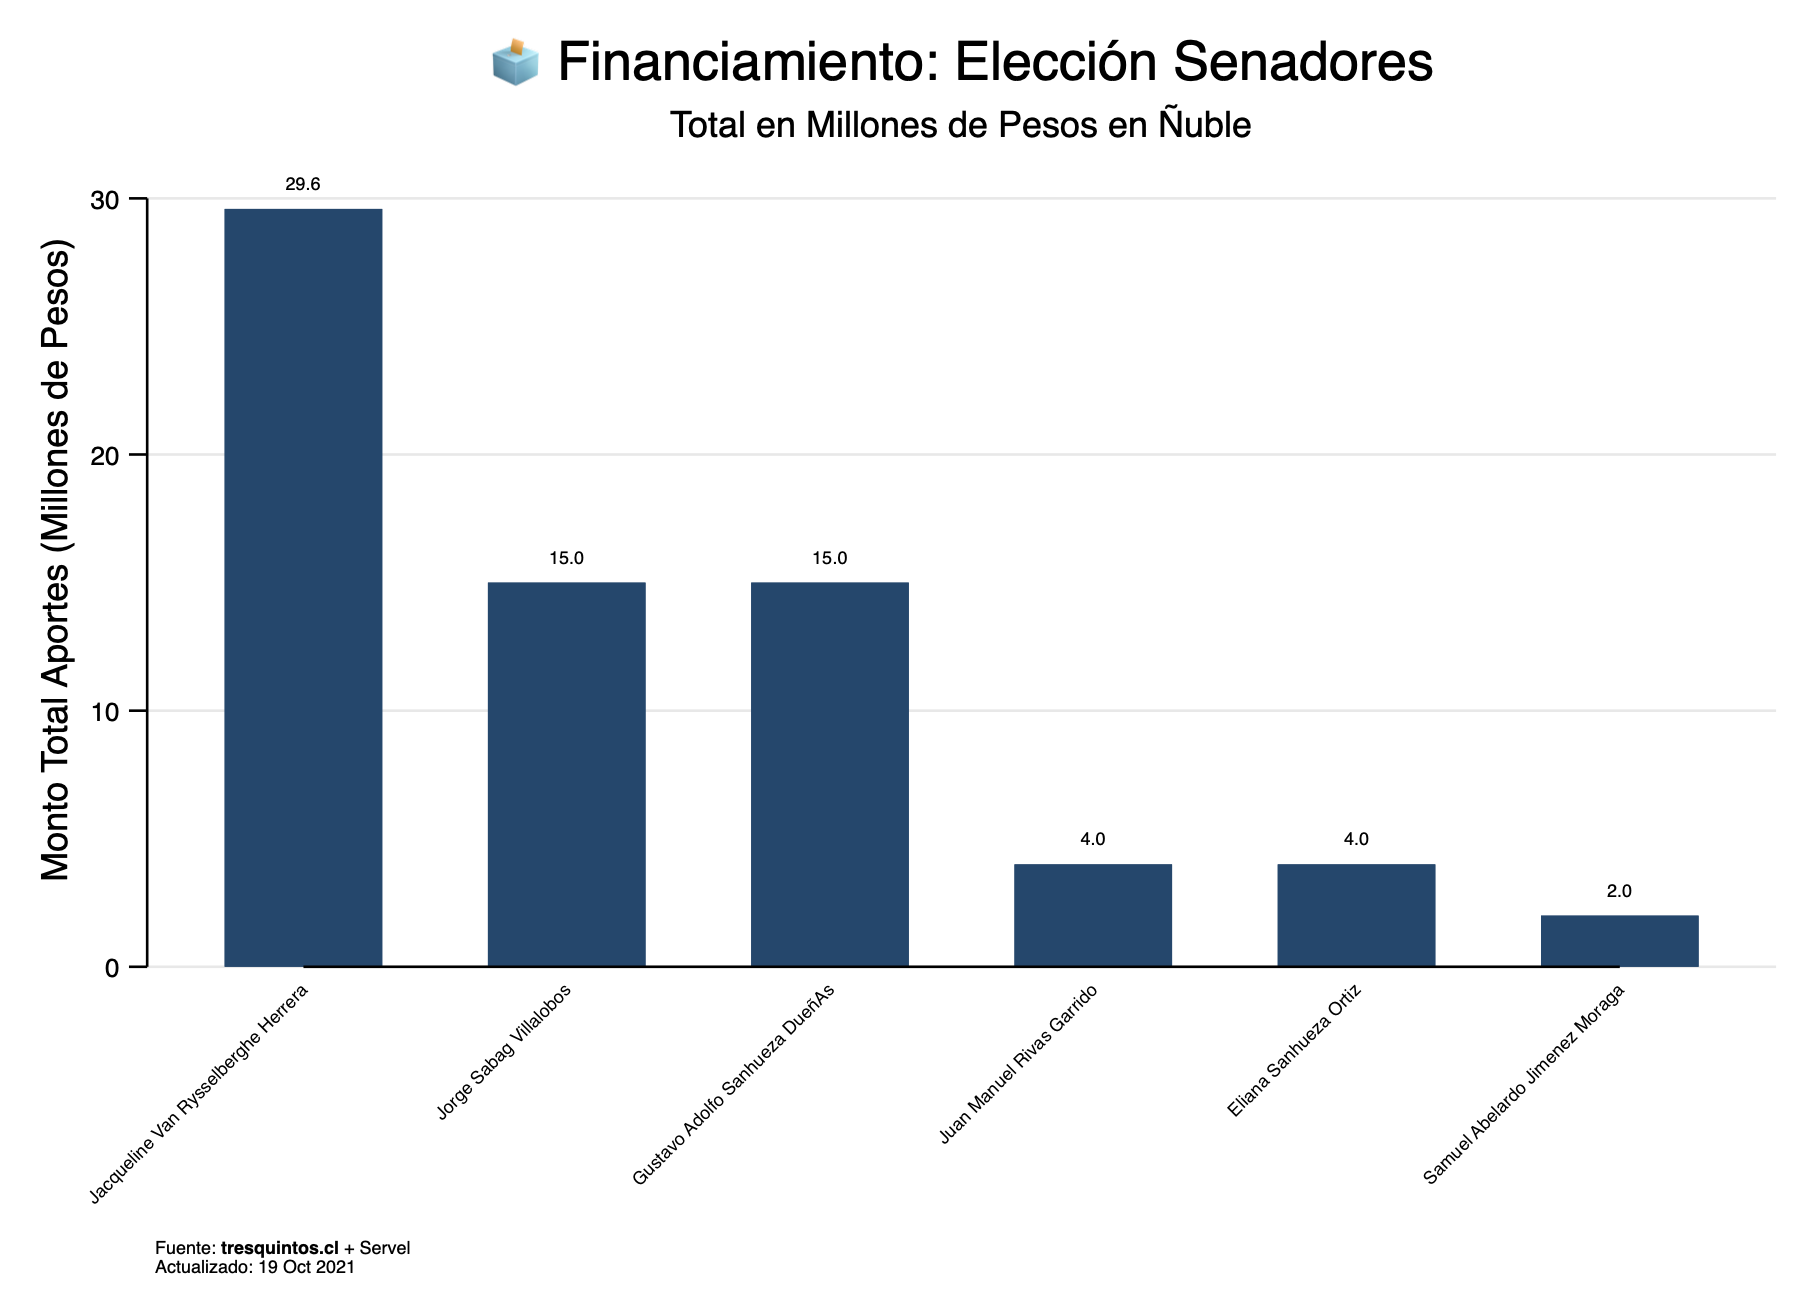 Financiamiento: Elección Senadores
Total en Millones de Pesos en Ñuble
Monto Total Aportes (Millones de Pesos)
30
20
10
0
29.6
15.0
15.0
4.0
4.0
2.0
Jacqueline Van Rysselberghe Herrera
Jorge Sabag Villalobos
Gustavo Adolfo Sanhueza DueñAs
Juan Manuel Rivas Garrido
Eliana Sanhueza Ortiz
Samuel Abelardo Jimenez Moraga
Fuente: tresquintos.cl + Servel
Actualizado: 19 Oct 2021